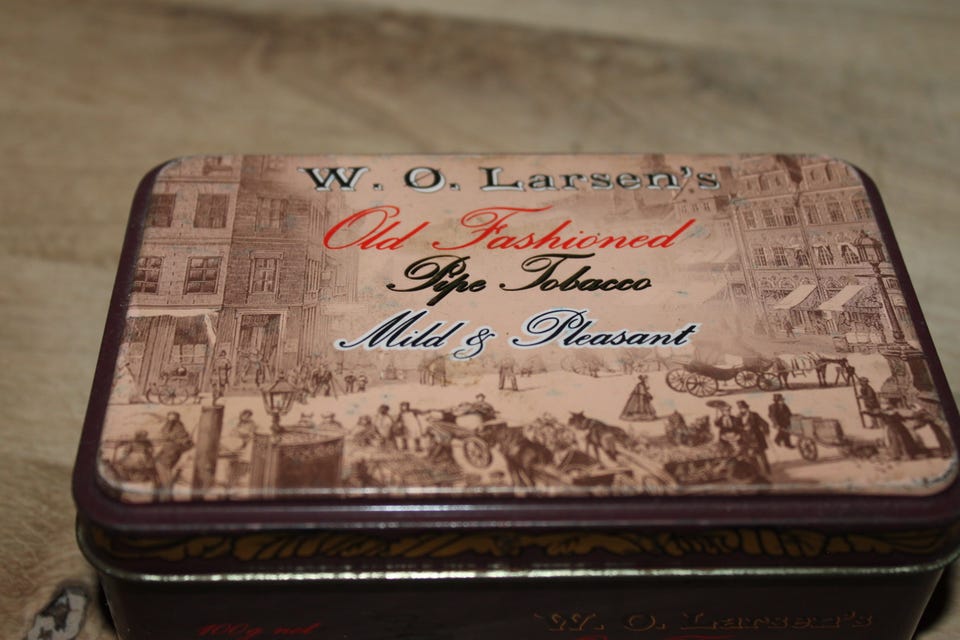 W. Ø. Larsen's
Old Fashioned
Pipe Tobacco
Mild & Pleasant
100g net
W. O. Larsen's